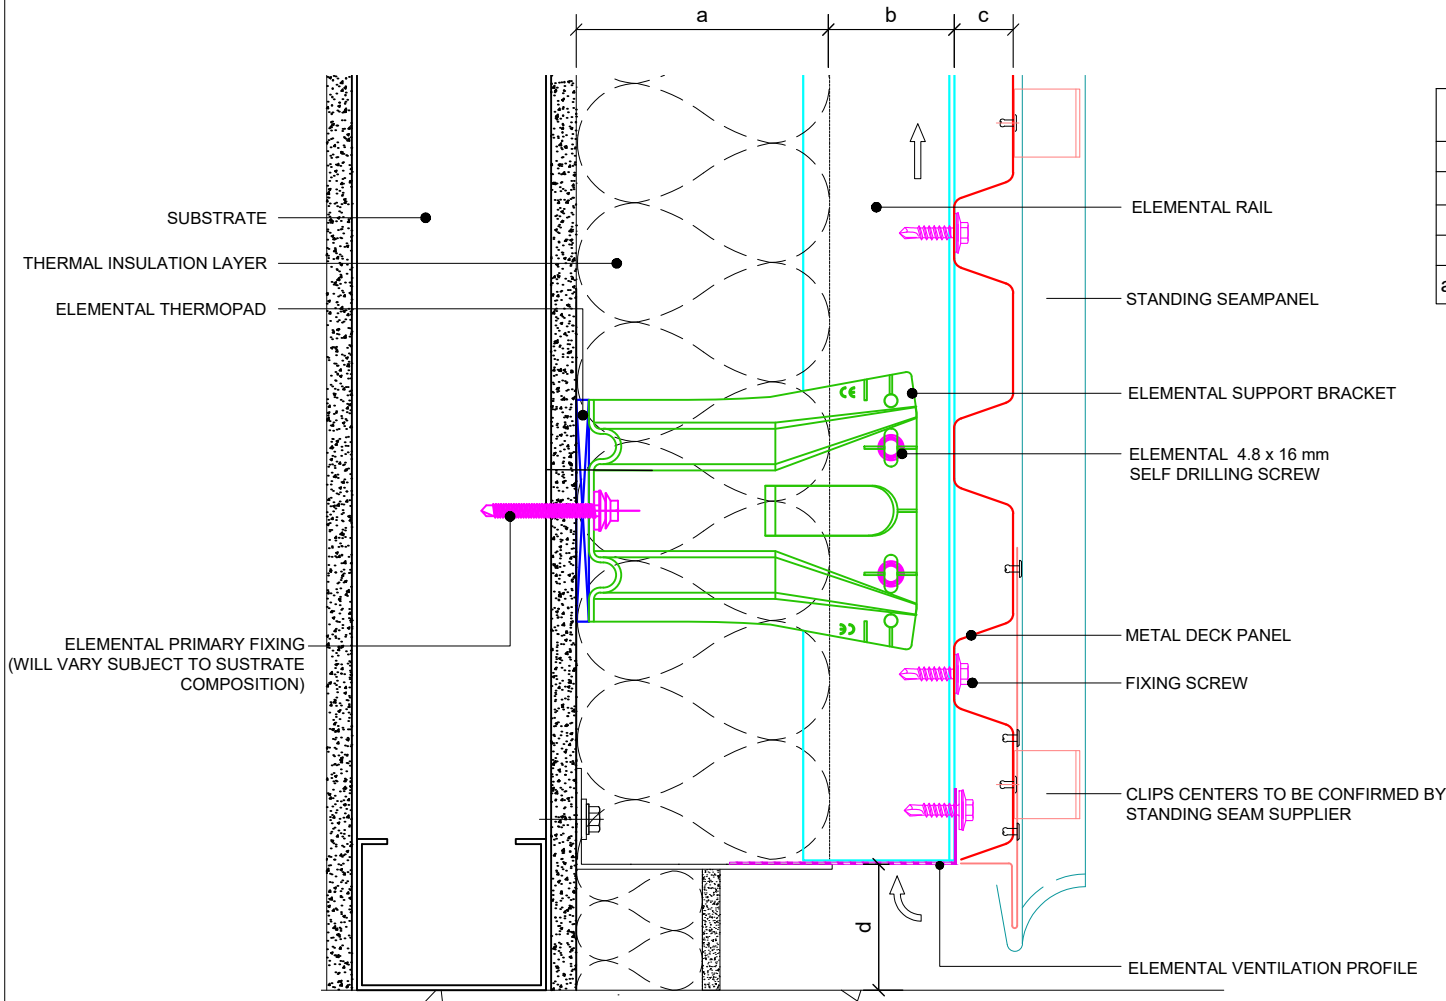 a
b
c
SUBSTRATE
THERMAL INSULATION LAYER
ELEMENTAL THERMOPAD
ELEMENTAL PRIMARY FIXING
(WILL VARY SUBJECT TO SUSTRATE
COMPOSITION)
ELEMENTAL RAIL
STANDING SEAMPANEL
ELEMENTAL SUPPORT BRACKET
ELEMENTAL 4.8 x 16 mm
SELF DRILLING SCREW
METAL DECK PANEL
FIXING SCREW
CLIPS CENTERS TO BE CONFIRMED BY
STANDING SEAM SUPPLIER
ELEMENTAL VENTILATION PROFILE
d
CE
CE
a